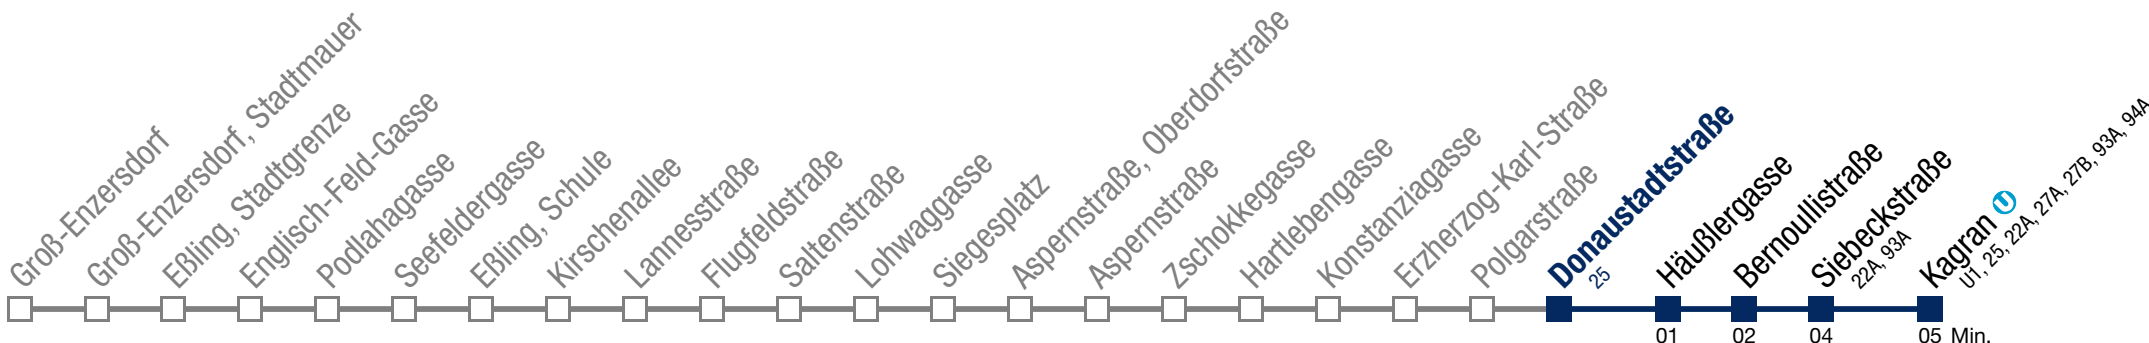 Groß-Enzersdorf
Groß-Enzersdorf, Stadtmauer
Eßling, Stadtgrenze
Englisch-Feld-Gasse
Podlahagasse
Seefeldergasse
Eßling, Schule
Kirschenallee
Lannesstraße
Flugfeldstraße
Saltenstraße
Lohwaggasse
Siegesplatz
Aspernstraße, Oberdorfstraße
Aspernstraße
Zschokkegasse
Hartlebengasse
Konstanziagasse
Erzherzog-Karl-Straße
Polgarstraße
Donaustadtstraße
25
Häußlergasse
Bernoullistraße
Siebeckstraße
22A, 93A
Kagran U
U1, 25, 22A, 27A, 27B, 93A, 94A
01 02 04 05 Min.